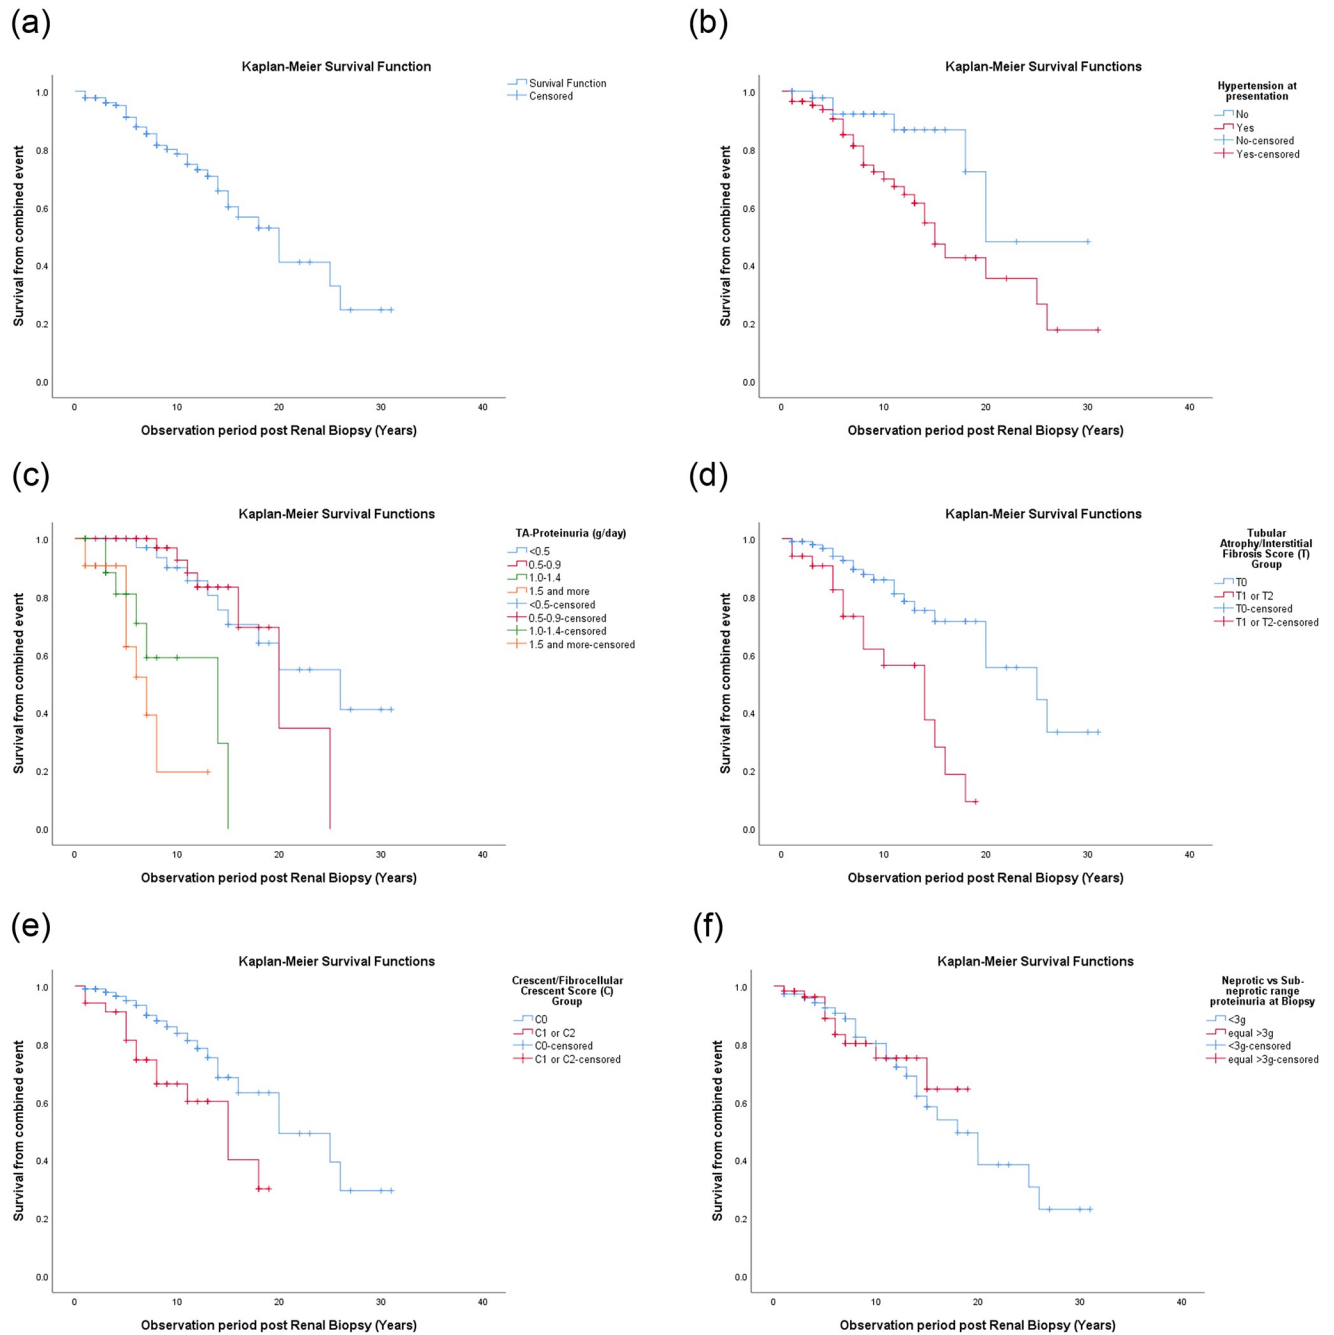 (a)
Kaplan-Meier Survival Function
Survival Function
Censored
Survival from combined event
1.0
0.8
0.6
0.4
0.2
0.0
0 10 20 30 40
Observation period post Renal Biopsy (Years)
(b)
Kaplan-Meier Survival Functions
Hypertension at
presentation
No
Yes
No-censored
Yes-censored
Survival from combined event
1.0
0.8
0.6
0.4
0.2
0.0
0 10 20 30 40
Observation period post Renal Biopsy (Years)
(c)
Kaplan-Meier Survival Functions
TA-Proteinuria (g/day)
<0.5
0.5-0.9
1.0-1.4
1.5 and more
<0.5-censored
0.5-0.9-censored
1.0-1.4-censored
1.5 and more-censored
Survival from combined event
1.0
0.8
0.6
0.4
0.2
0.0
0 10 20 30 40
Observation period post Renal Biopsy (Years)
(d)
Kaplan-Meier Survival Functions
Tubular
Atrophy/Interstitial
Fibrosis Score (T)
Group
T0
T1 or T2
T0-censored
T1 or T2-censored
Survival from combined event
1.0
0.8
0.6
0.4
0.2
0.0
0 10 20 30 40
Observation period post Renal Biopsy (Years)
(e)
Kaplan-Meier Survival Functions
Crescent/Fibrocellular
Crescent Score (C)
Group
C0
C1 or C2
C0-censored
C1 or C2-censored
Survival from combined event
1.0
0.8
0.6
0.4
0.2
0.0
0 10 20 30 40
Observation period post Renal Biopsy (Years)
(f)
Kaplan-Meier Survival Functions
Neprotic vs Sub-
neprotic range
proteinuria at Biopsy
<3g
equal >3g
<3g-censored
equal >3g-censored
Survival from combined event
1.0
0.8
0.6
0.4
0.2
0.0
0 10 20 30 40
Observation period post Renal Biopsy (Years)